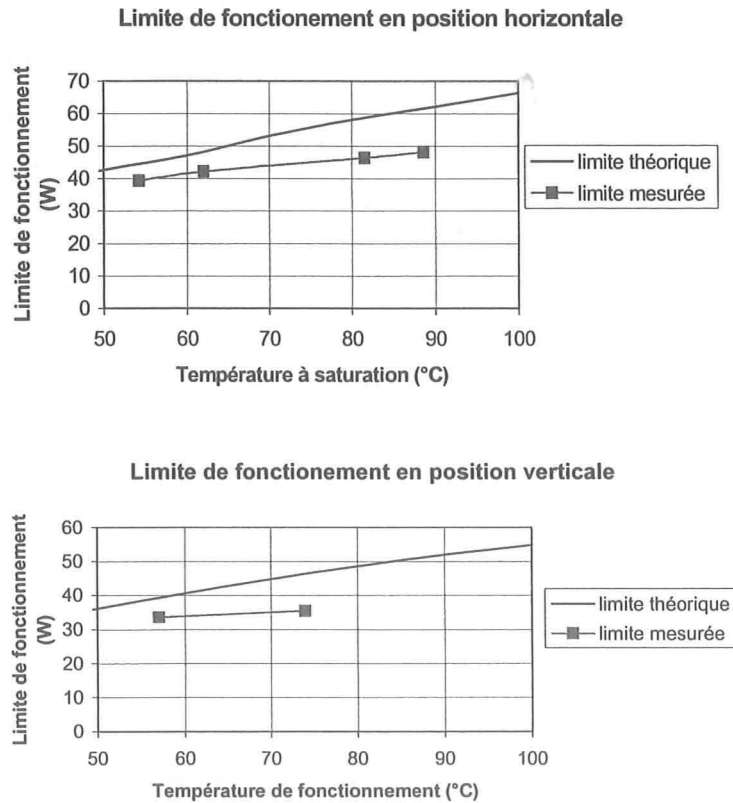 Limite de fonctionement en position horizontale
70
60
50
40
30
20
10
0
Limite de fonctionnement
(W)
50 60 70 80 90 100
Température à saturation (°C)
limite théorique
limite mesurée
Limite de fonctionement en position verticale
60
50
40
30
20
10
0
Limite de fonctionnement
(W)
50 60 70 80 90 100
Température de fonctionnement (°C)
limite théorique
limite mesurée